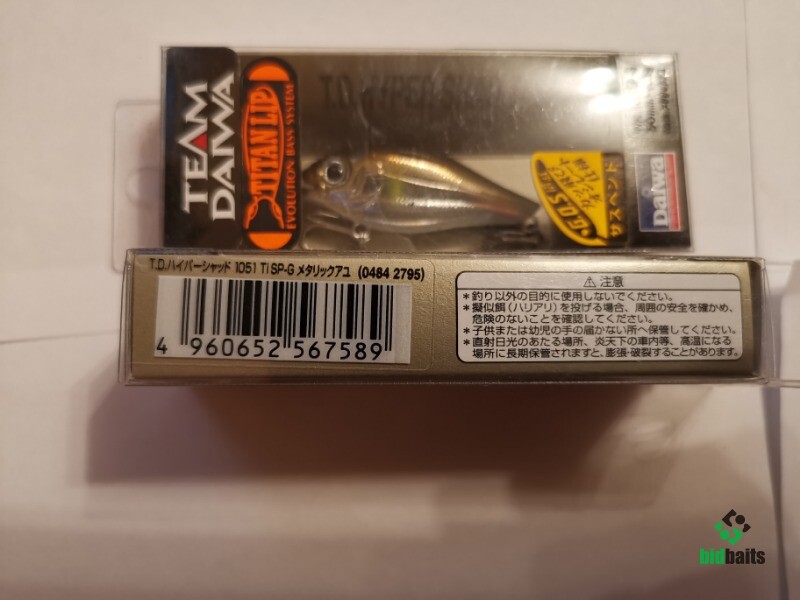 TEAM
DAIWA
TITAN LIP
EVOLUTION BASS SYSTEM
T.D. HYPER
サスペンド
Daiwa
T.D.ハイパーシャッド 1051 Ti SP-G メタリックアユ (0484 2795)
4 960652 567589
⚠ 注意
*釣り以外の目的に使用しないでください。
*擬似餌(ハリアリ)を投げる場合、周囲の安全を確かめ、
危険のないことを確認してください。
*子供または幼児の手の届かない所へ保管してください。
*直射日光のあたる場所、炎天下の車内等、高温になる
場所に長期保管されますと、膨張・破裂することがあります。
bidbaits